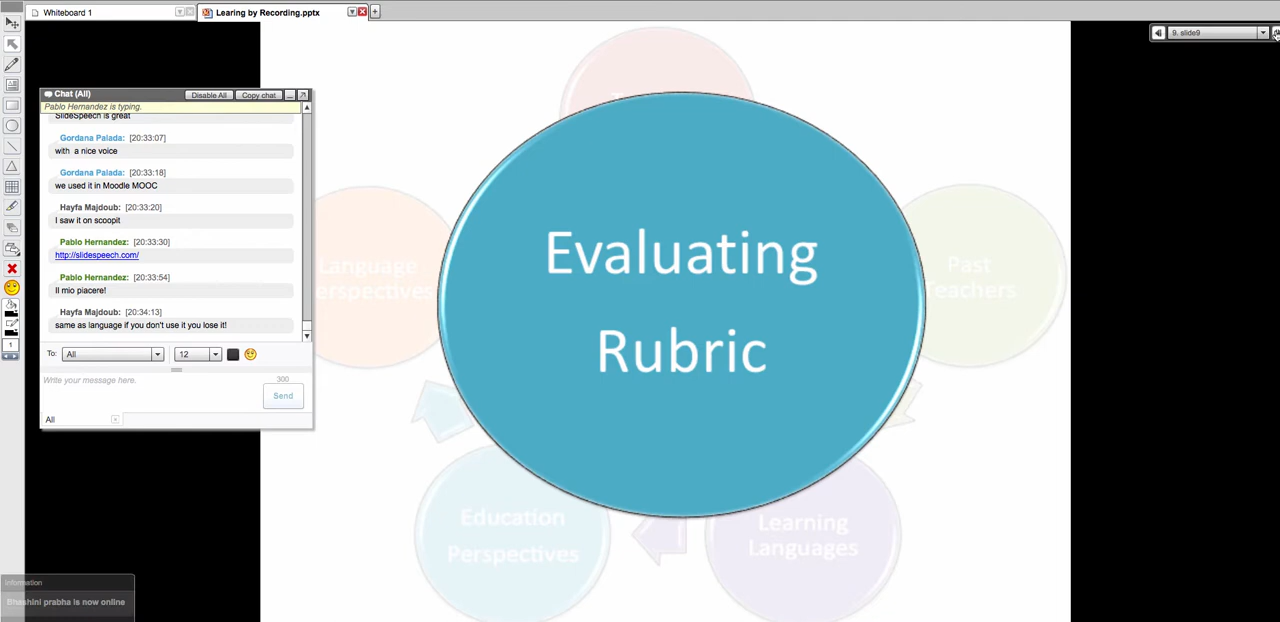 Whiteboard 1
Learing by Recording.pptx
9. slide9
Chat (All)
Disable All
Copy chat
Pablo Hernandez is typing.
SlideSpeech is great
Gordana Palada: [20:33:07]
with a nice voice
Gordana Palada: [20:33:18]
we used it in Moodle MOOC
Hayfa Majdoub: [20:33:20]
I saw it on scoopit
Pablo Hernandez: [20:33:30]
http://slidespeech.com/
Pablo Hernandez: [20:33:54]
Il mio piacere!
Hayfa Majdoub: [20:34:13]
same as language if you don't use it you lose it!
To: All 12
Write your message here.
300
Send
All
1
Evaluating
Rubric
Language
Perspectives
Past
Teachers
Education
Perspectives
Learning
Languages
Information
Bhashini prabha is now online